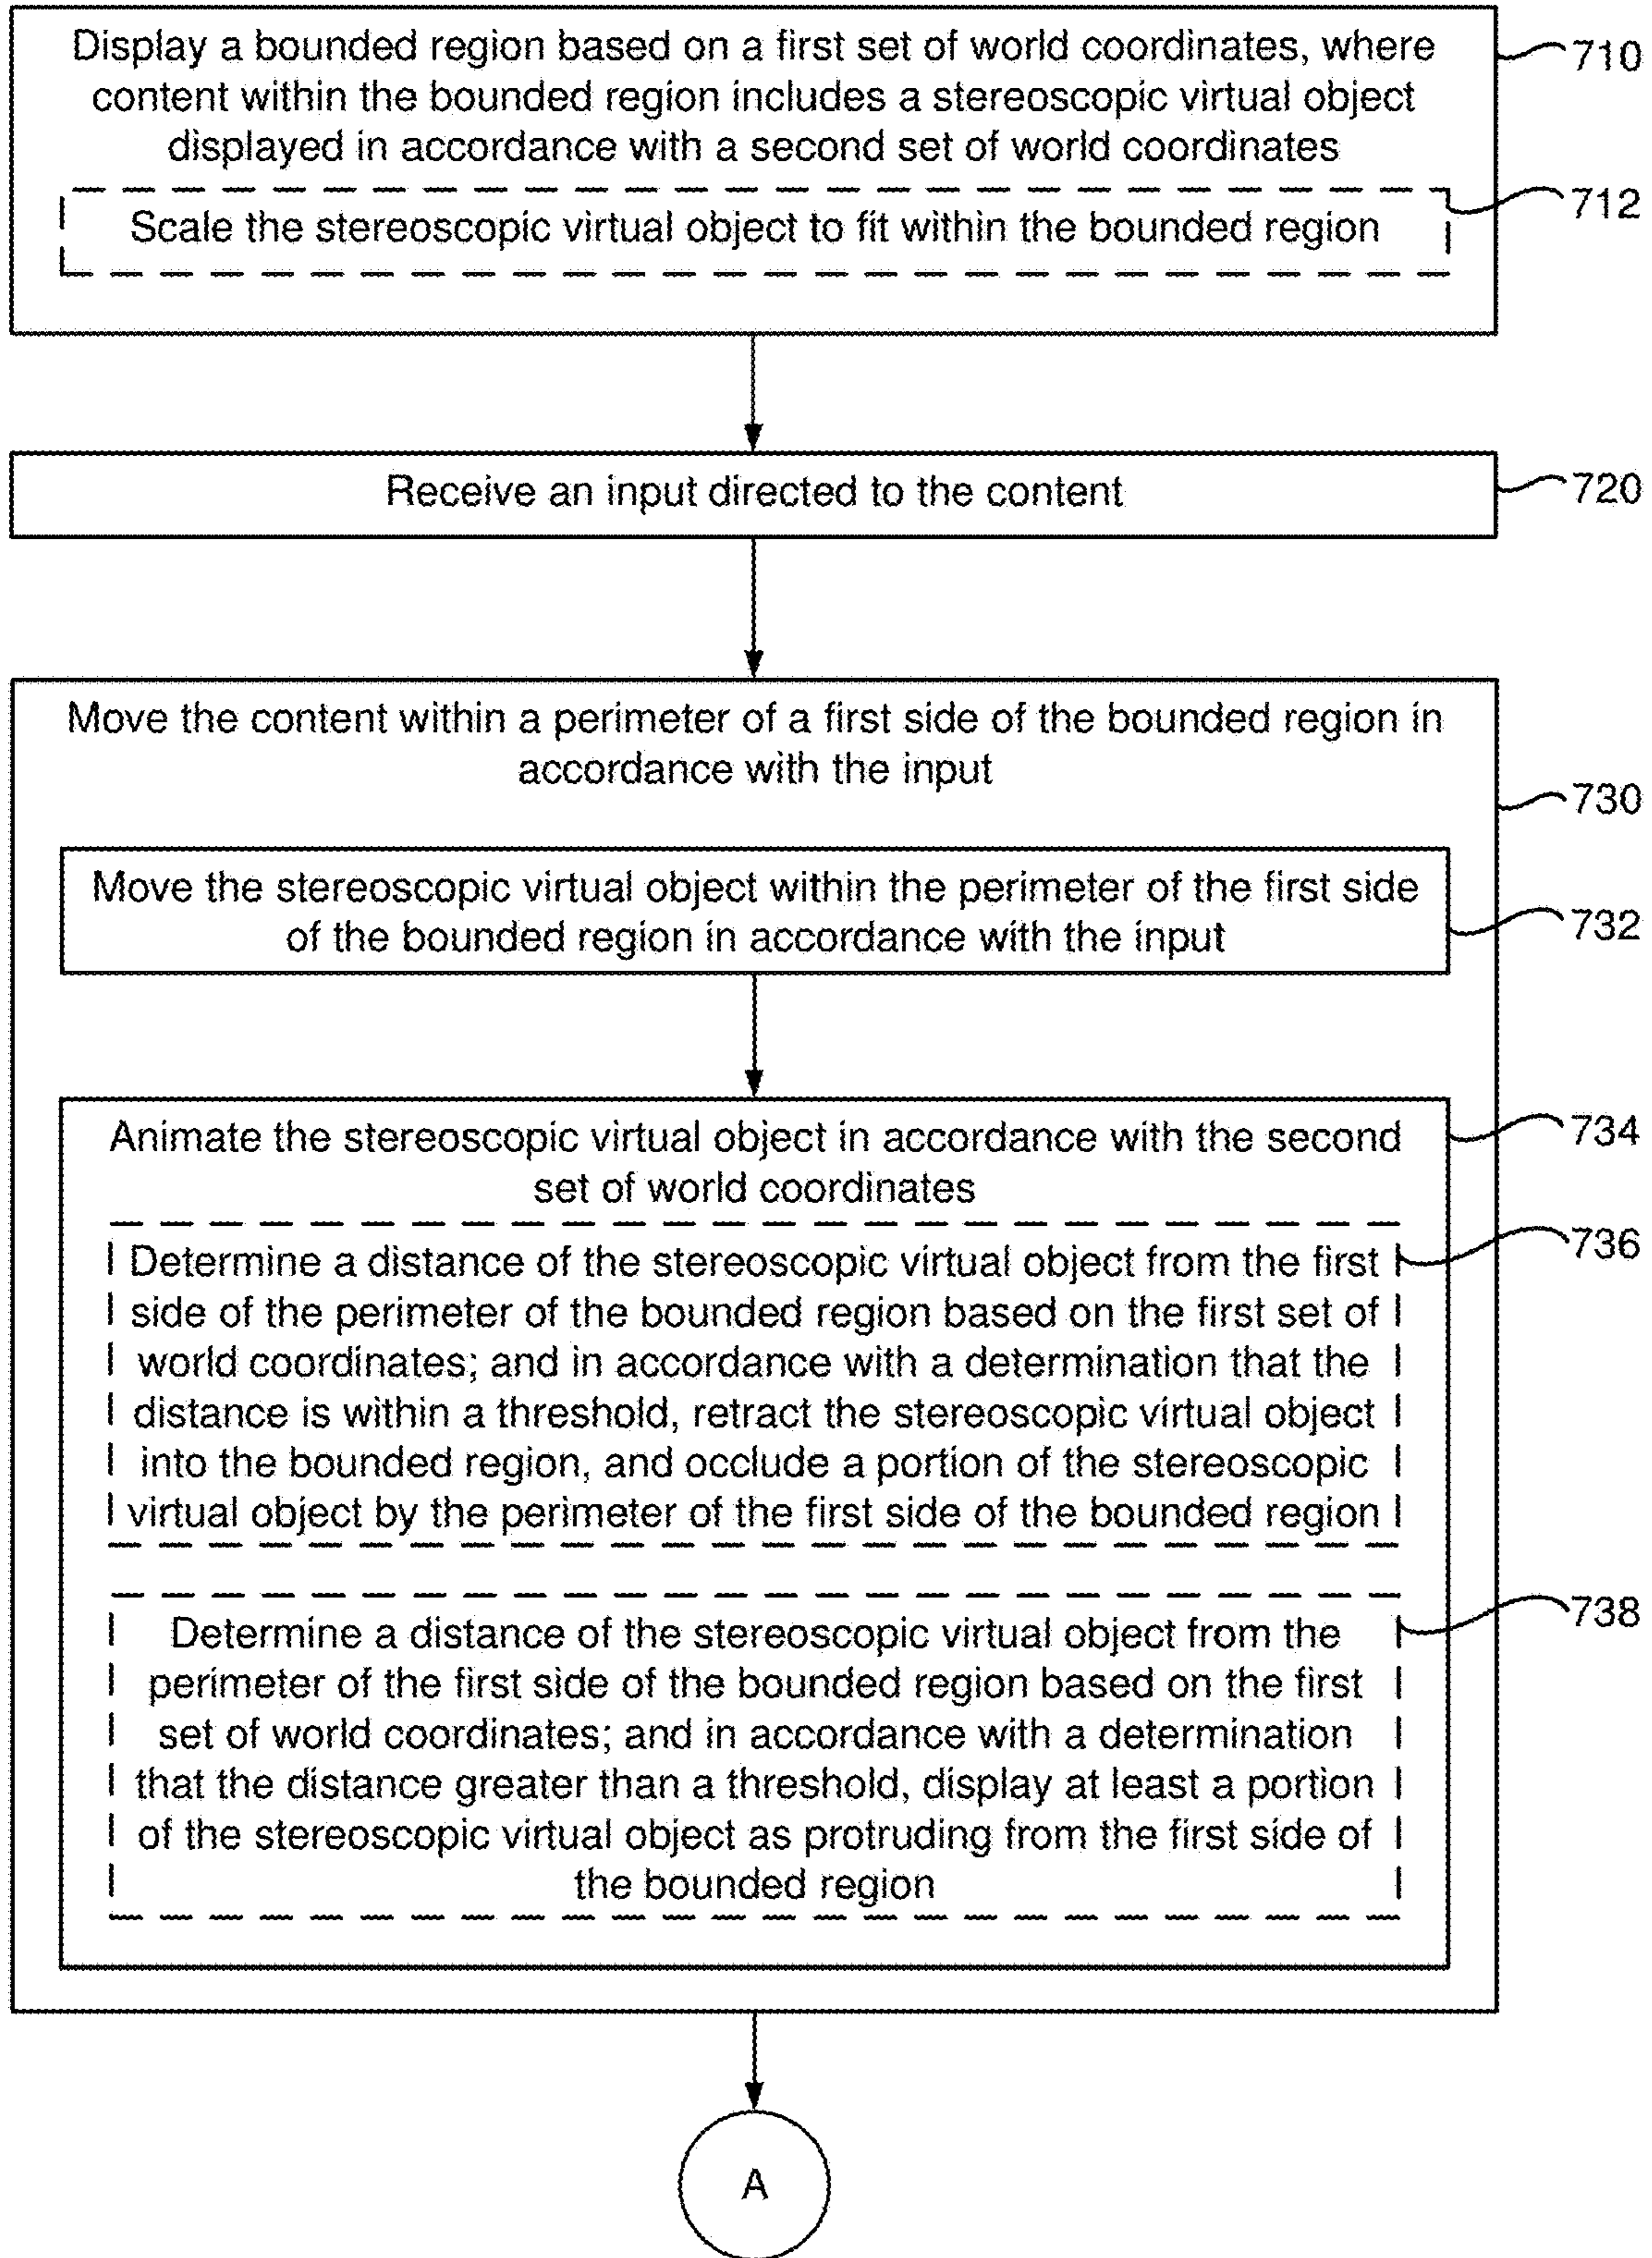 Display a bounded region based on a first set of world coordinates, where
content within the bounded region includes a stereoscopic virtual object
displayed in accordance with a second set of world coordinates
710
Scale the stereoscopic virtual object to fit within the bounded region
712
Receive an input directed to the content
720
Move the content within a perimeter of a first side of the bounded region in
accordance with the input
730
Move the stereoscopic virtual object within the perimeter of the first side
of the bounded region in accordance with the input
732
Animate the stereoscopic virtual object in accordance with the second
set of world coordinates
734
Determine a distance of the stereoscopic virtual object from the first
side of the perimeter of the bounded region based on the first set of
world coordinates; and in accordance with a determination that the
distance is within a threshold, retract the stereoscopic virtual object
into the bounded region, and occlude a portion of the stereoscopic
virtual object by the perimeter of the first side of the bounded region
736
Determine a distance of the stereoscopic virtual object from the
perimeter of the first side of the bounded region based on the first
set of world coordinates; and in accordance with a determination
that the distance greater than a threshold, display at least a portion
of the stereoscopic virtual object as protruding from the first side of
the bounded region
738
A